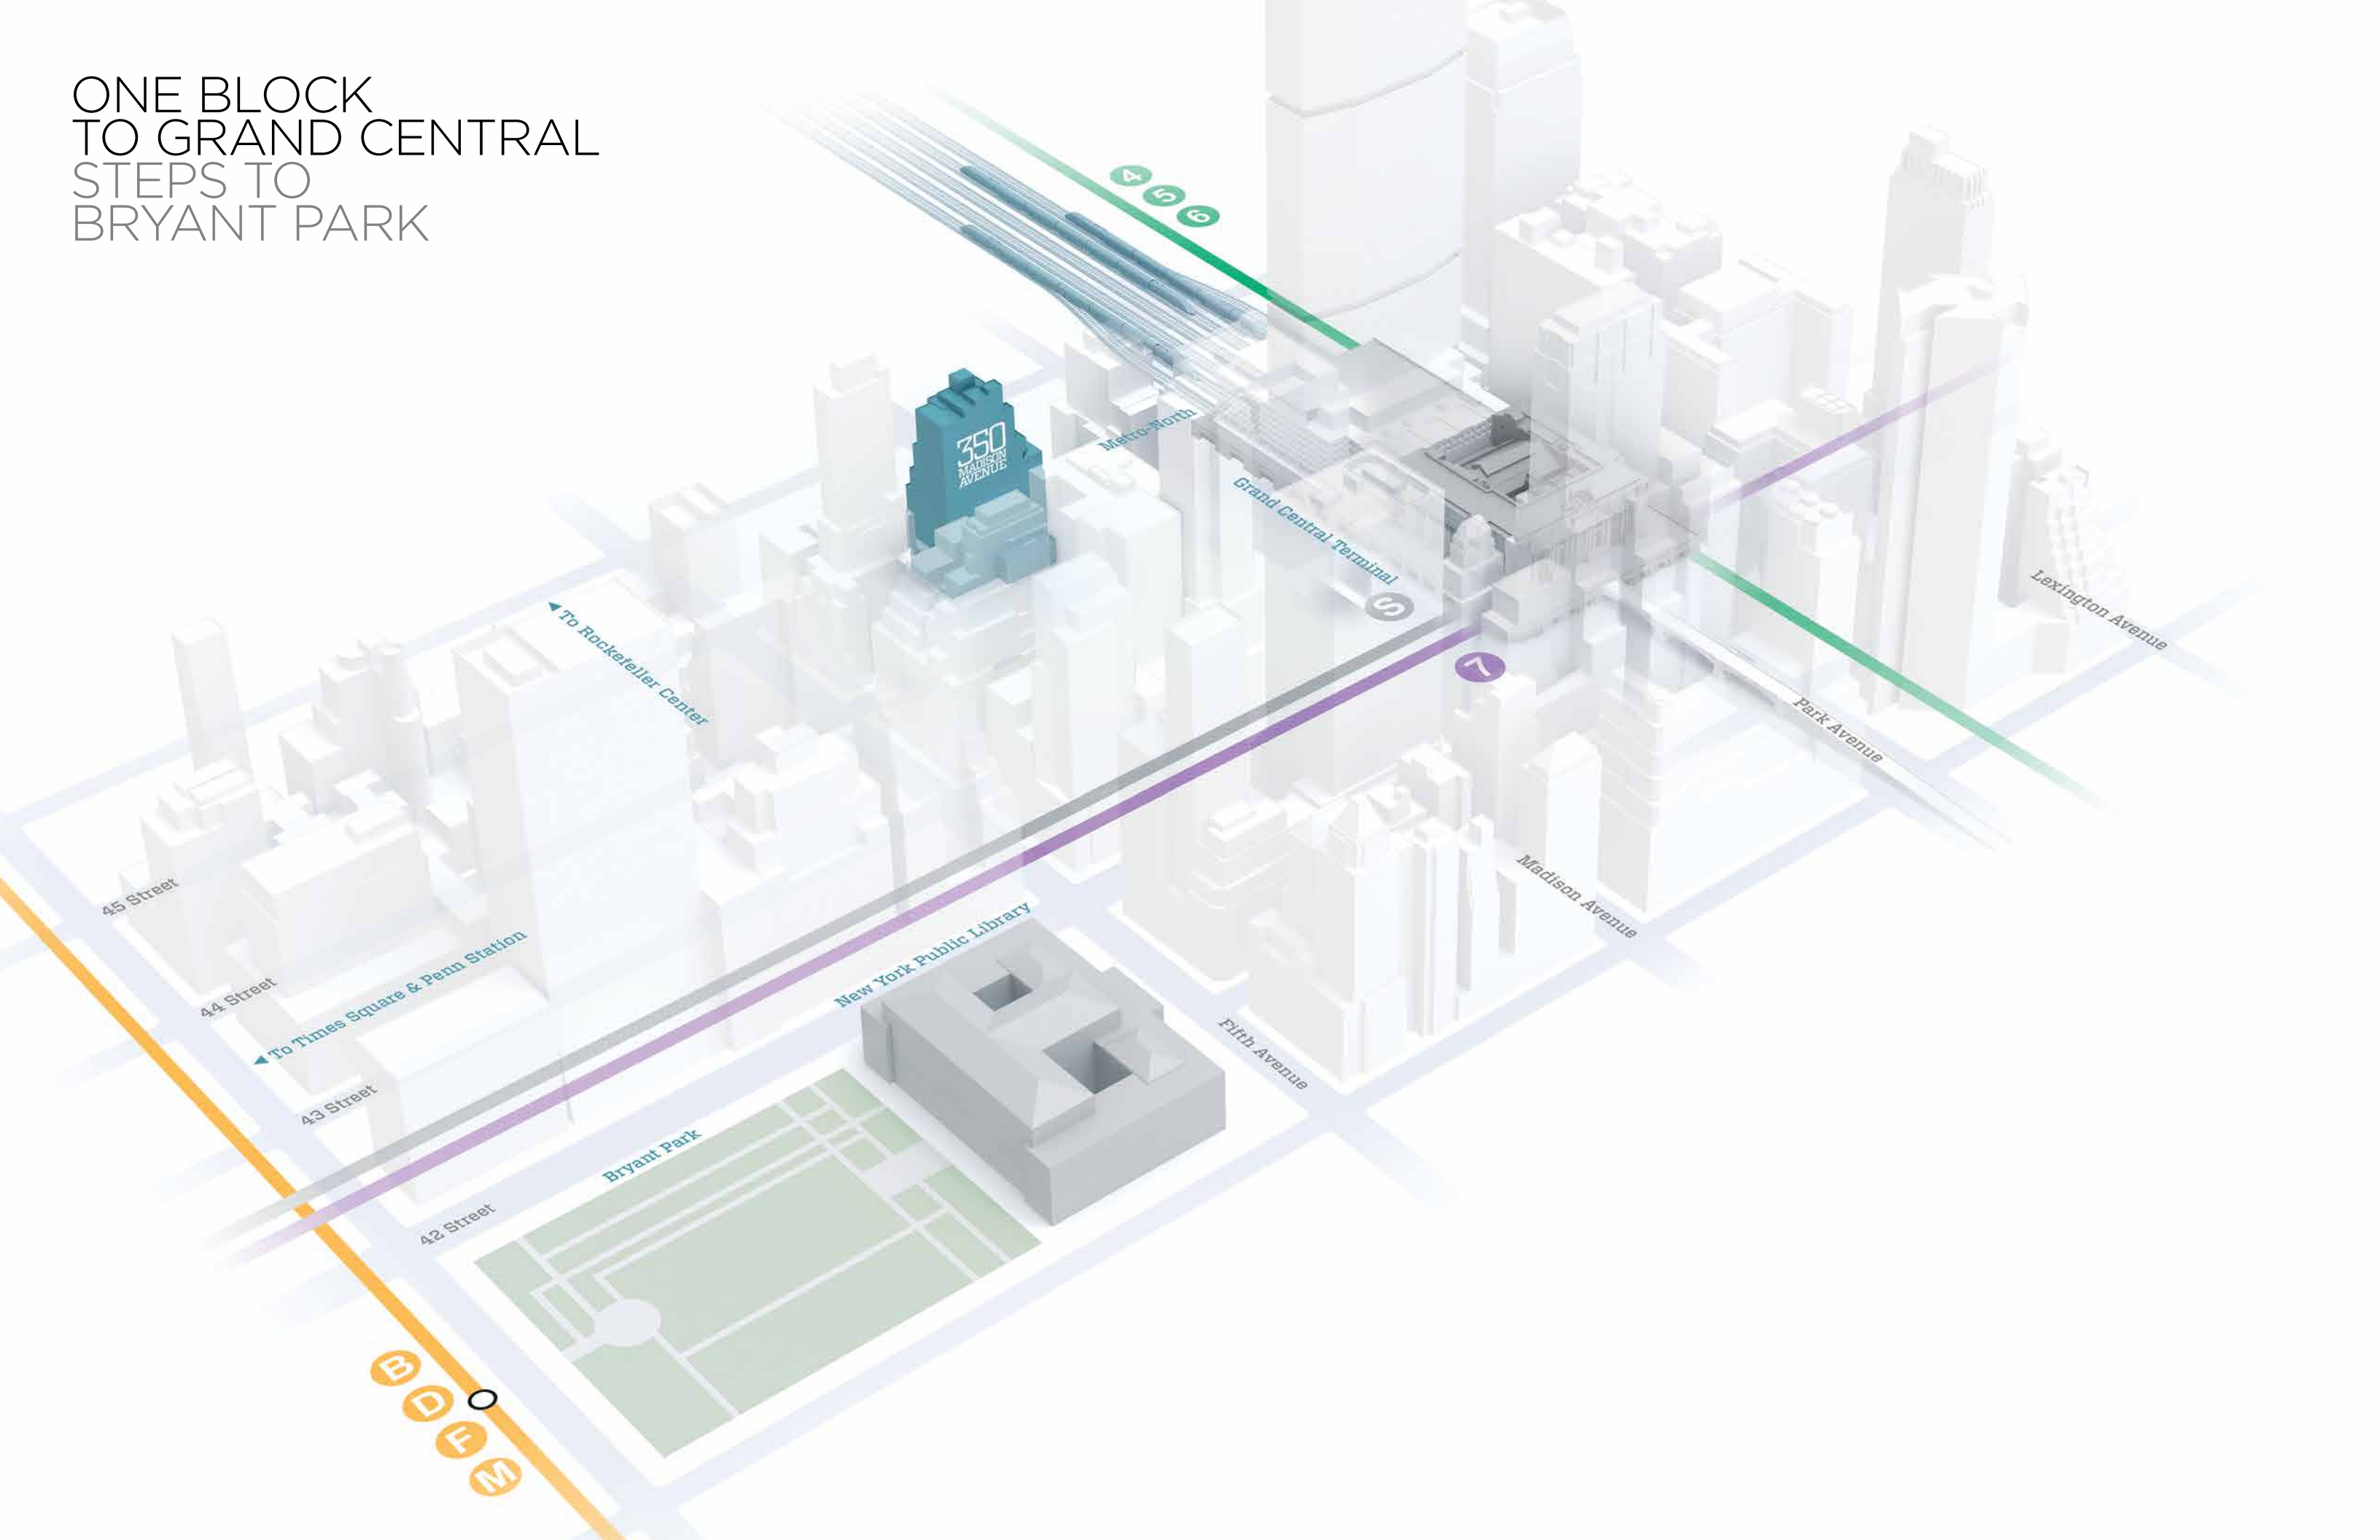 ONE BLOCK
TO GRAND CENTRAL
STEPS TO
BRYANT PARK
4
5
6
350
MADISON
AVENUE
Metro-North
Grand Central Terminal
S
7
Lexington Avenue
Park Avenue
To Rockefeller Center
Madison Avenue
45 Street
New York Public Library
To Times Square & Penn Station
44 Street
Fifth Avenue
43 Street
Bryant Park
42 Street
B
D
F
M